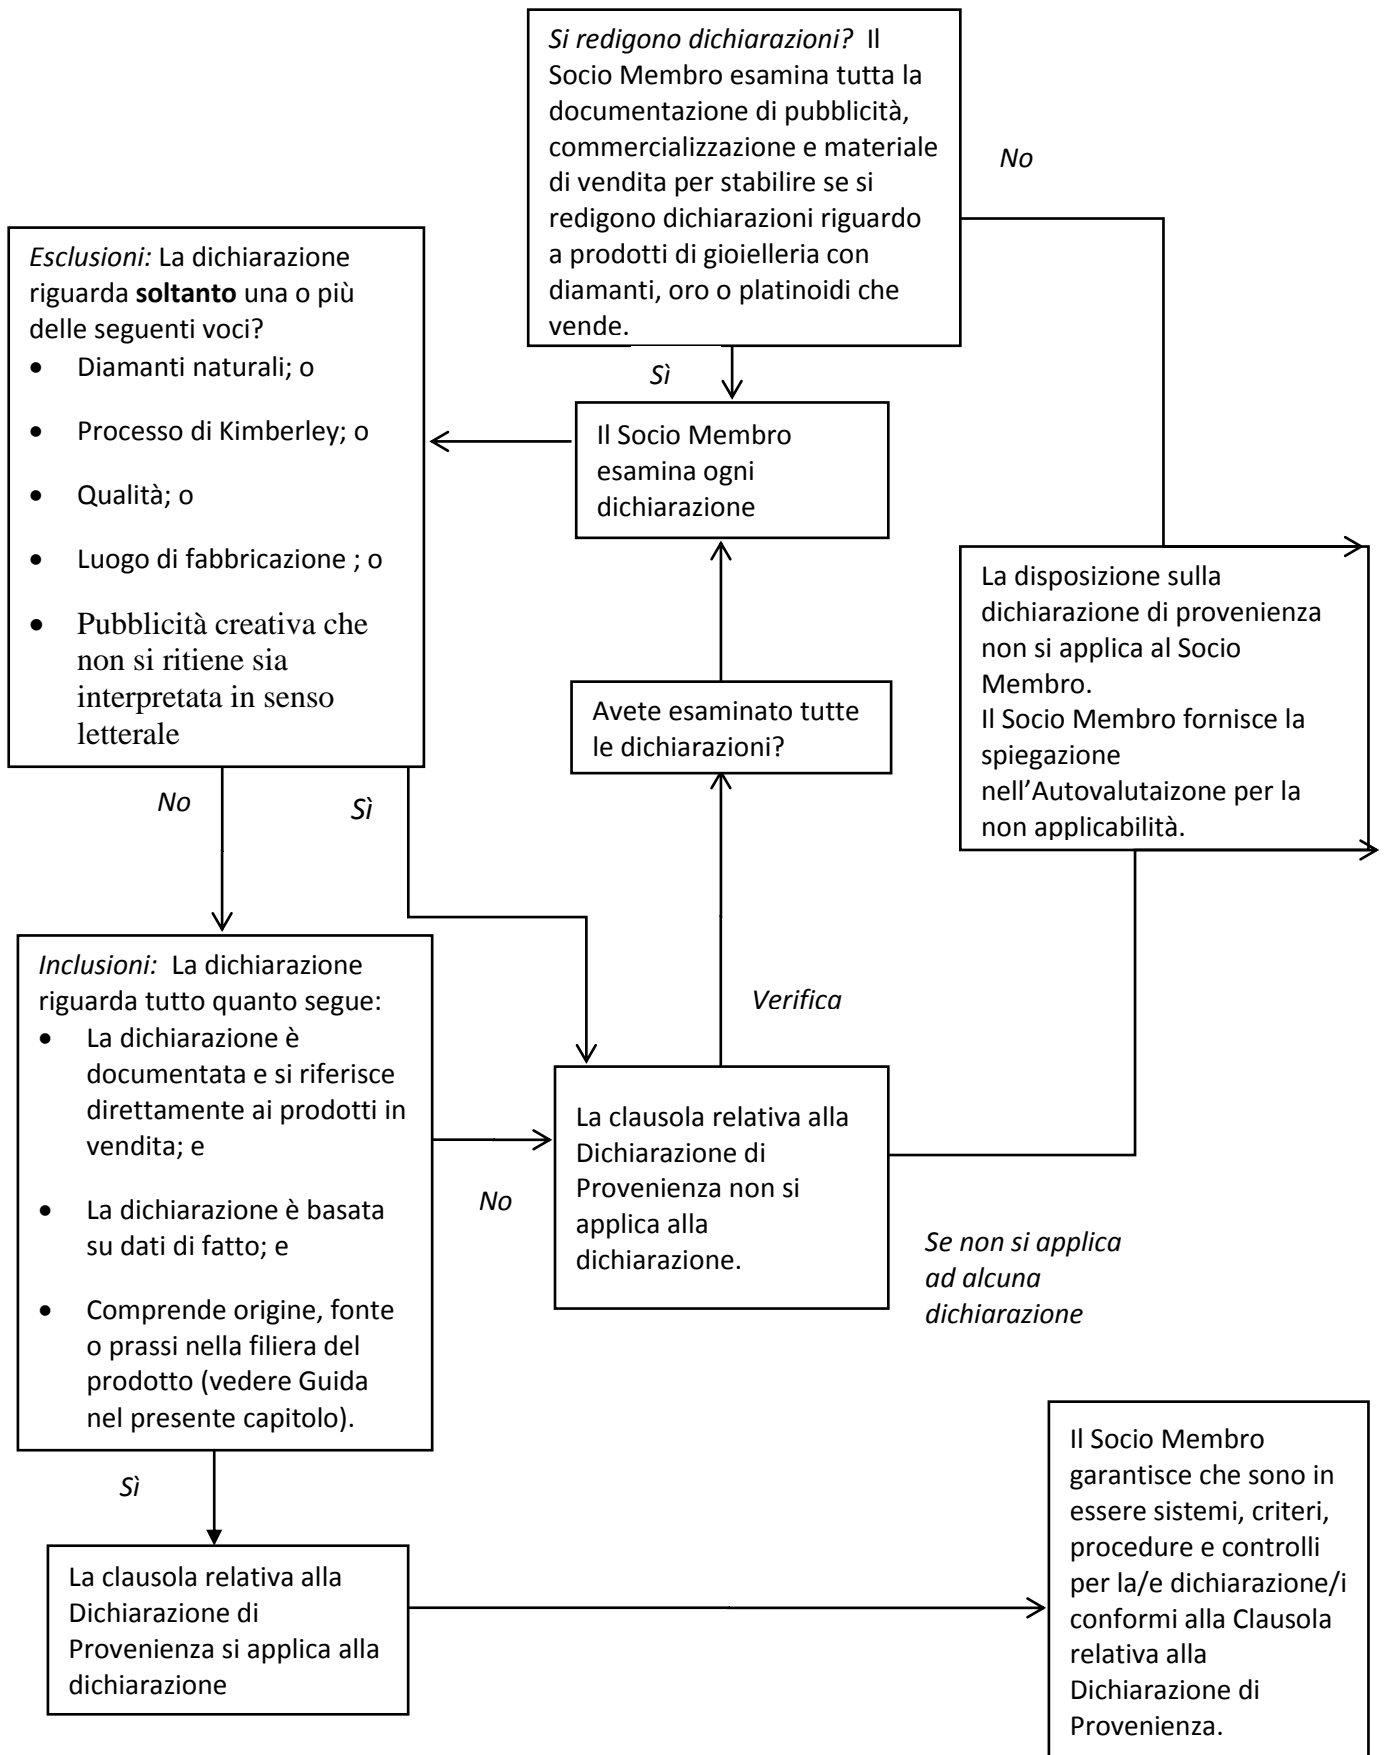 Si redigono dichiarazioni? Il
Socio Membro esamina tutta la
documentazione di pubblicità,
commercializzazione e materiale
di vendita per stabilire se si
redigono dichiarazioni riguardo
a prodotti di gioielleria con
diamanti, oro o platinoidi che
vende.
No
Sì
Il Socio Membro
esamina ogni
dichiarazione
Esclusioni: La dichiarazione
riguarda soltanto una o più
delle seguenti voci?
• Diamanti naturali; o
• Processo di Kimberley; o
• Qualità; o
• Luogo di fabbricazione ; o
• Pubblicità creativa che
non si ritiene sia
interpretata in senso
letterale
No
Sì
Avete esaminato tutte
le dichiarazioni?
La disposizione sulla
dichiarazione di provenienza
non si applica al Socio
Membro.
Il Socio Membro fornisce la
spiegazione
nell’Autovalutaizone per la
non applicabilità.
Inclusioni: La dichiarazione
riguarda tutto quanto segue:
• La dichiarazione è
documentata e si riferisce
direttamente ai prodotti in
vendita; e
• La dichiarazione è basata
su dati di fatto; e
• Comprende origine, fonte
o prassi nella filiera del
prodotto (vedere Guida
nel presente capitolo).
No
Verifica
La clausola relativa alla
Dichiarazione di
Provenienza non si
applica alla
dichiarazione.
Se non si applica
ad alcuna
dichiarazione
Sì
La clausola relativa alla
Dichiarazione di
Provenienza si applica alla
dichiarazione
Il Socio Membro
garantisce che sono in
essere sistemi, criteri,
procedure e controlli
per la/e dichiarazione/i
conformi alla Clausola
relativa alla
Dichiarazione di
Provenienza.